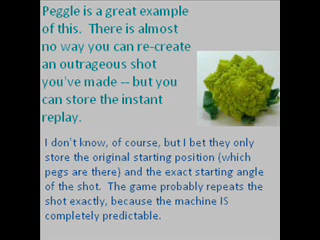 Peggle is a great example
of this.  There is almost
no way you can re-create
an outrageous shot
you've made -- but you
can store the instant
replay.
I don't know, of course, but I bet they only
store the original starting position (which
pegs are there) and the exact starting angle
of the shot.  The game probably repeats the
shot exactly, because the machine IS
completely predictable.